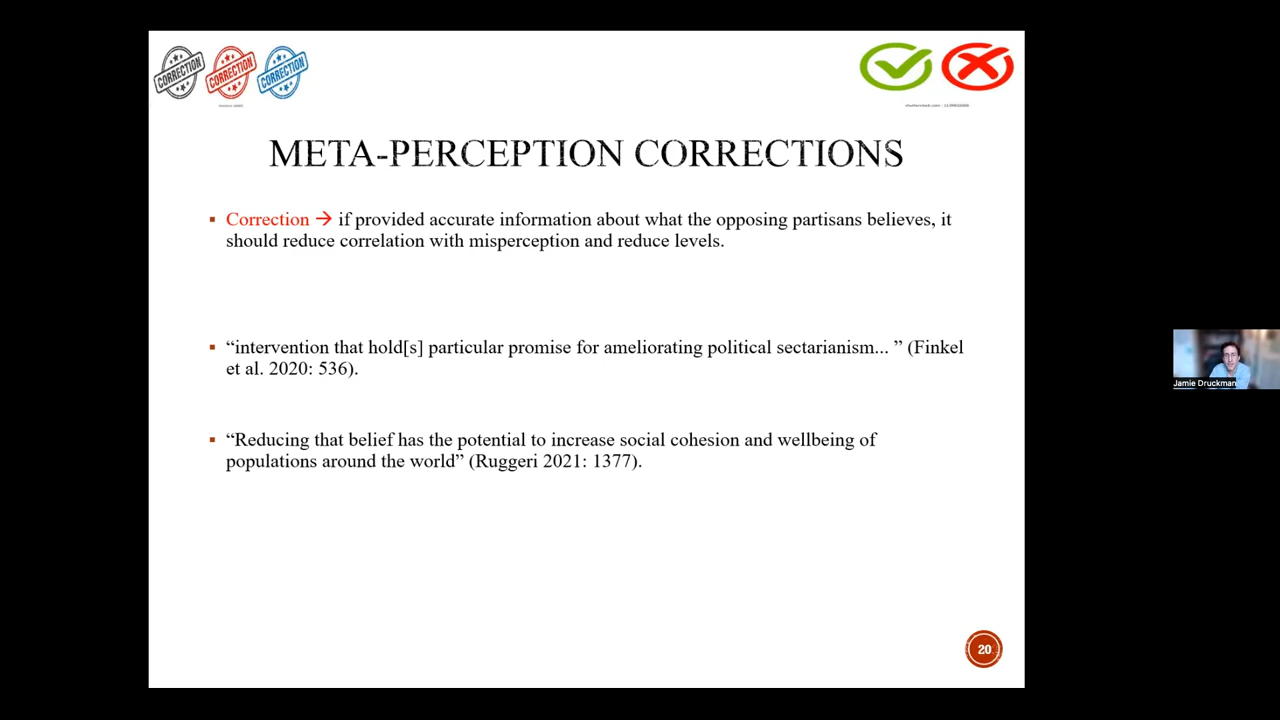 CORRECTION CORRECTION CORRECTION
META-PERCEPTION CORRECTIONS
▪ Correction → if provided accurate information about what the opposing partisans believes, it
should reduce correlation with misperception and reduce levels.
▪ “intervention that hold[s] particular promise for ameliorating political sectarianism... ” (Finkel
et al. 2020: 536).
▪ “Reducing that belief has the potential to increase social cohesion and wellbeing of
populations around the world” (Ruggeri 2021: 1377).
Jamie Druckman
20